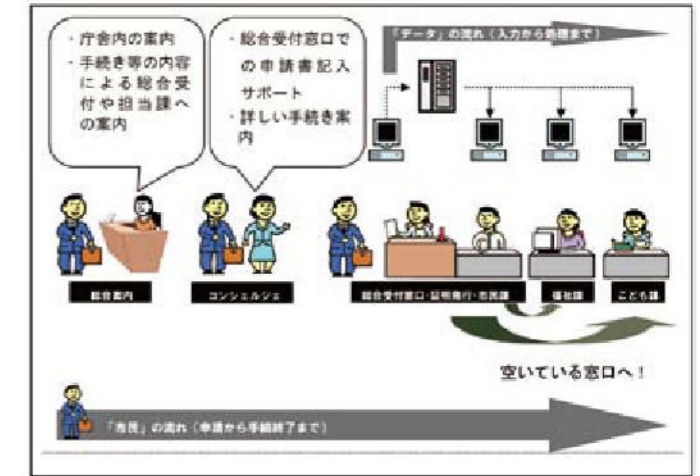 ・庁舎内の案内
・手続き等の内容
による総合受
付や担当課へ
の案内
・総合受付窓口で
の申請書記入
サポート
・詳しい手続き案
内
「データ」の流れ（入力から処理まで）
総合案内
コンシェルジェ
総合受付窓口・証明発行・市民課
福祉課
こども課
空いている窓口へ！
「市民」の流れ（申請から手続終了まで）